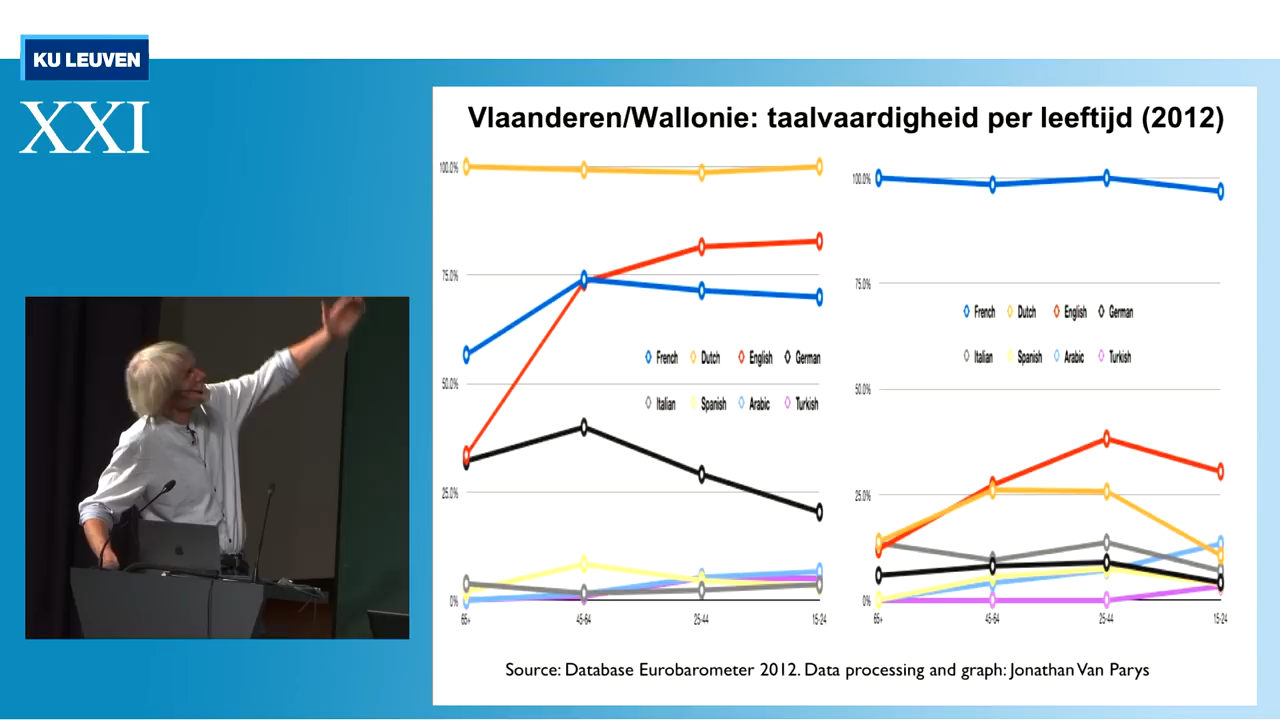 KU LEUVEN
XXI
Vlaanderen/Wallonie: taalvaardigheid per leeftijd (2012)
100.0%
75.0%
50.0%
25.0%
0%
65+ 45-64 25-44 15-24
French Dutch English German
Italian Spanish Arabic Turkish
100.0%
75.0%
50.0%
25.0%
0%
65+ 45-64 25-44 15-24
French Dutch English German
Italian Spanish Arabic Turkish
Source: Database Eurobarometer 2012. Data processing and graph: Jonathan Van Parys